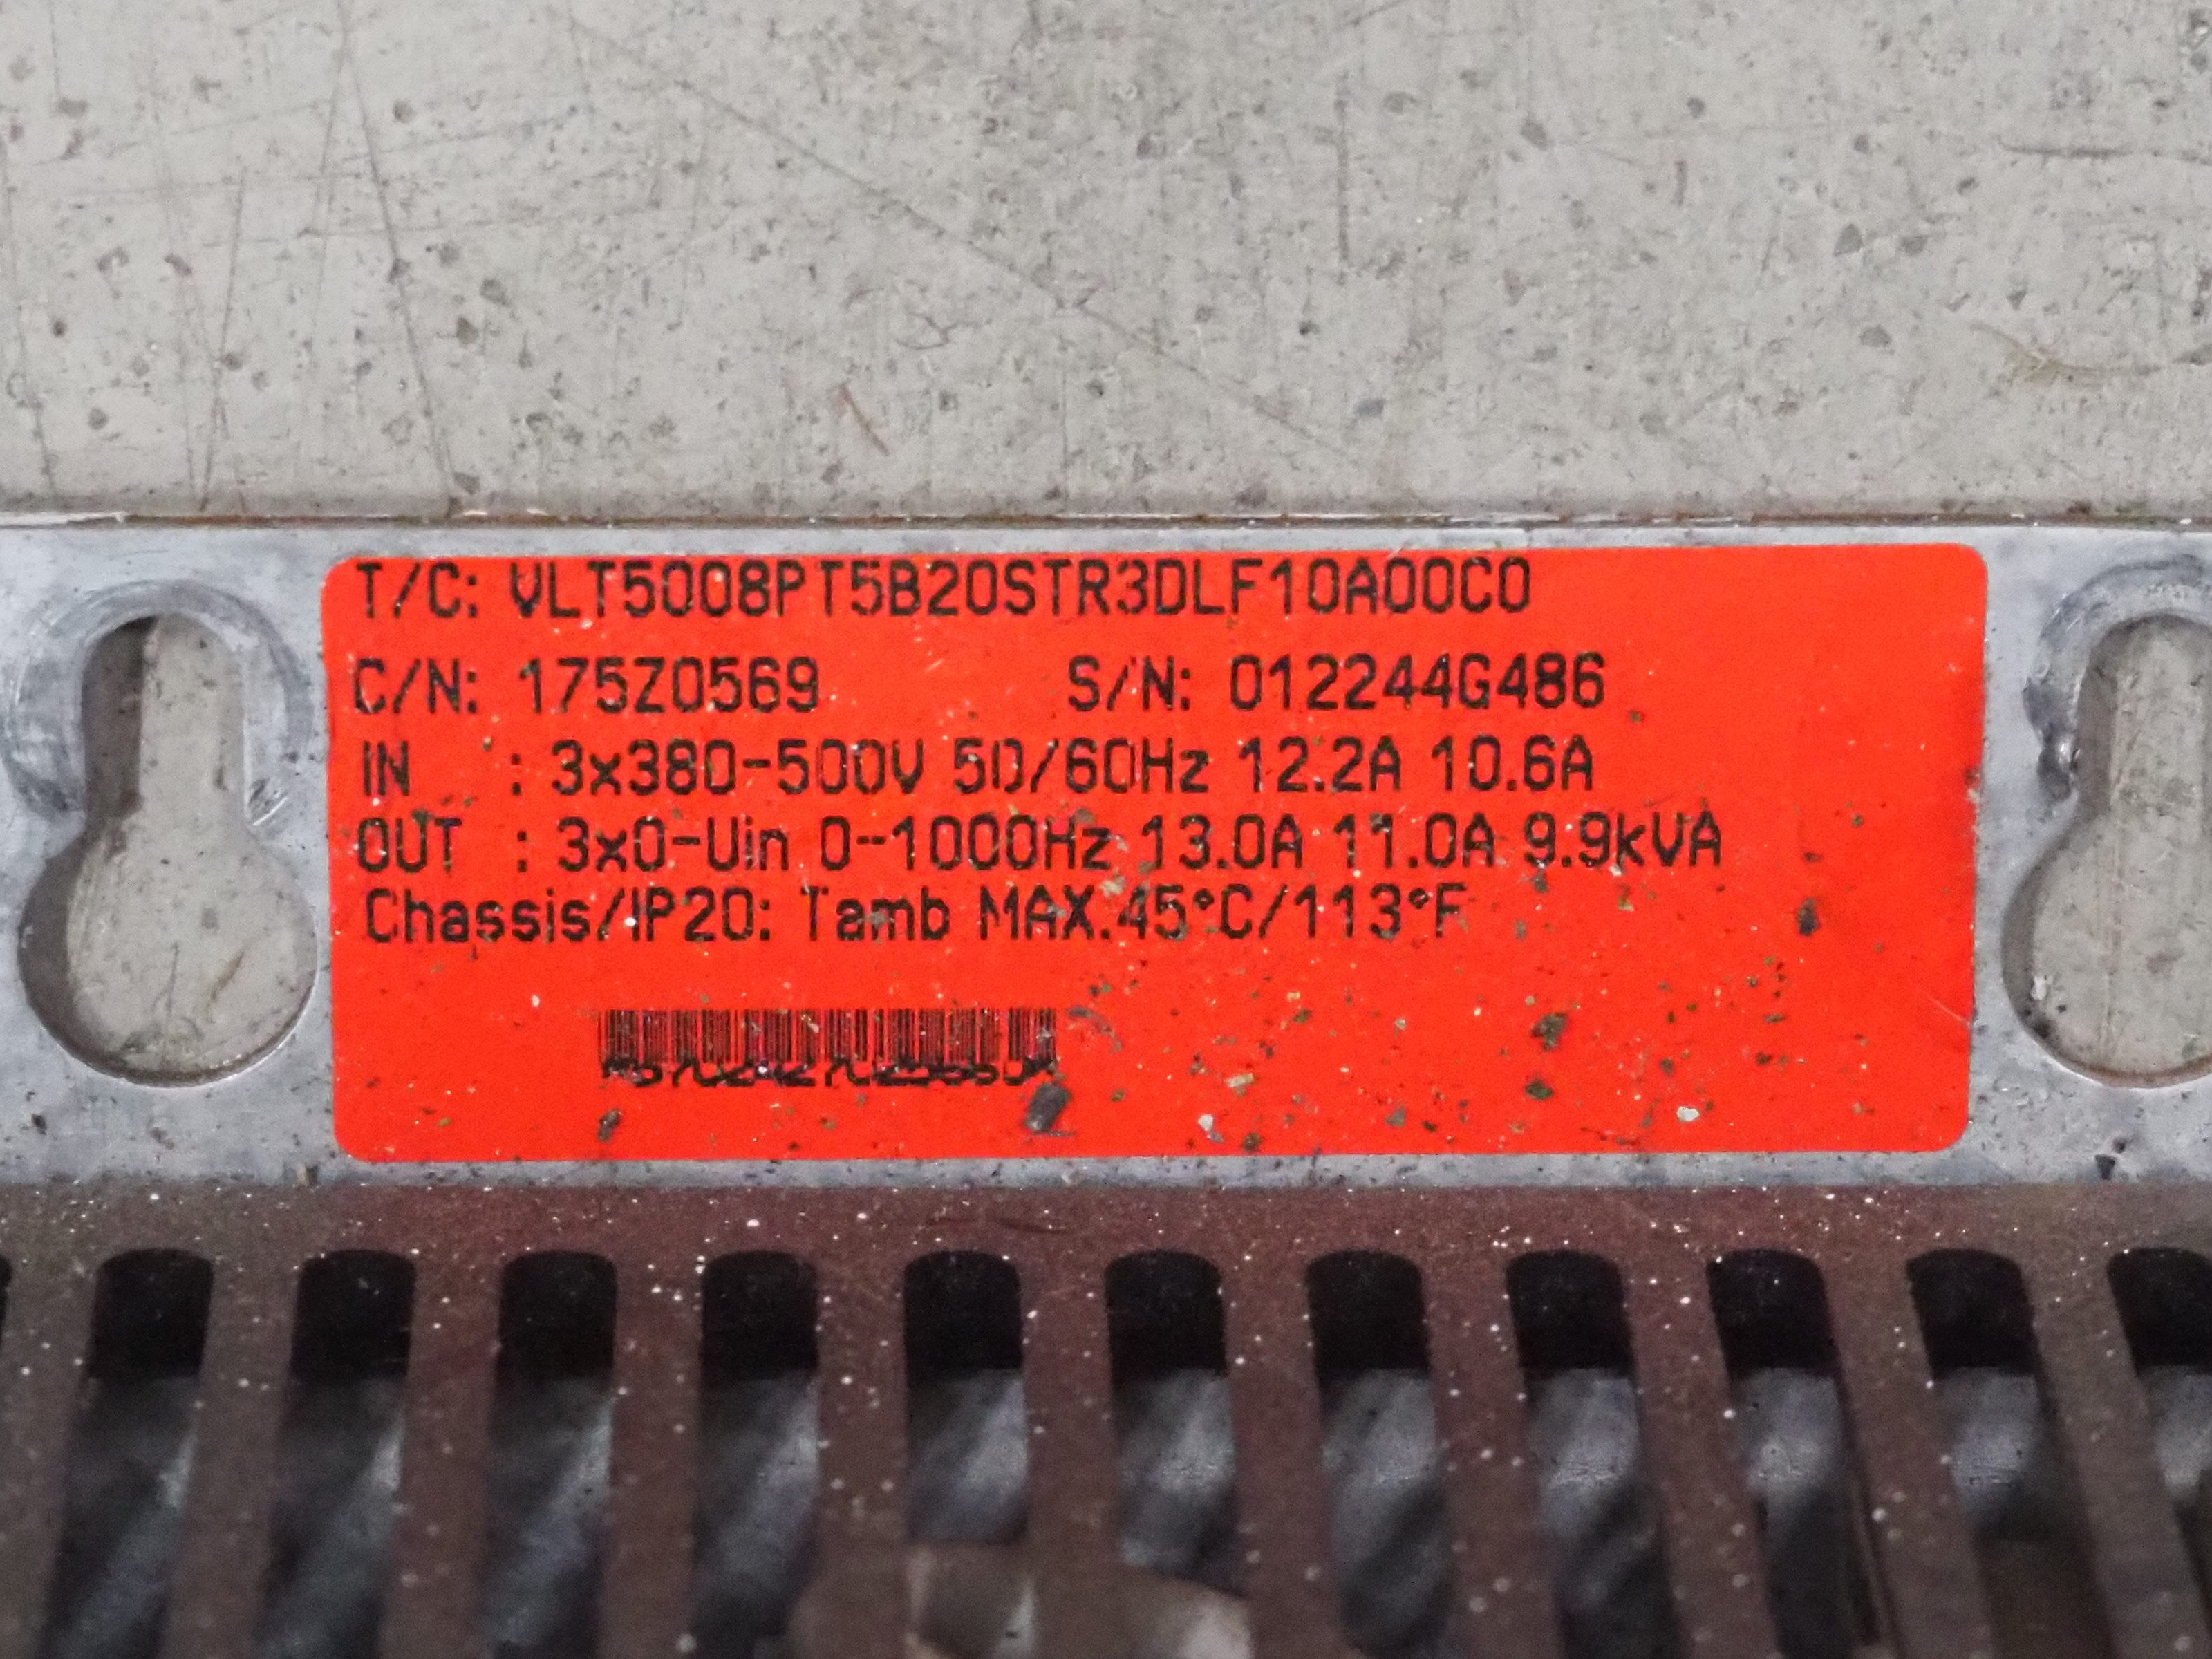 T/C: VLT5008PT5B20STR3DLF10A00C0
C/N: 175Z0569 S/N: 012244G486
IN : 3x380-500V 50/60Hz 12.2A 10.6A
OUT : 3x0-Uin 0-1000Hz 13.0A 11.0A 9.9kVA
Chassis/IP20: Tamb MAX.45°C/113°F